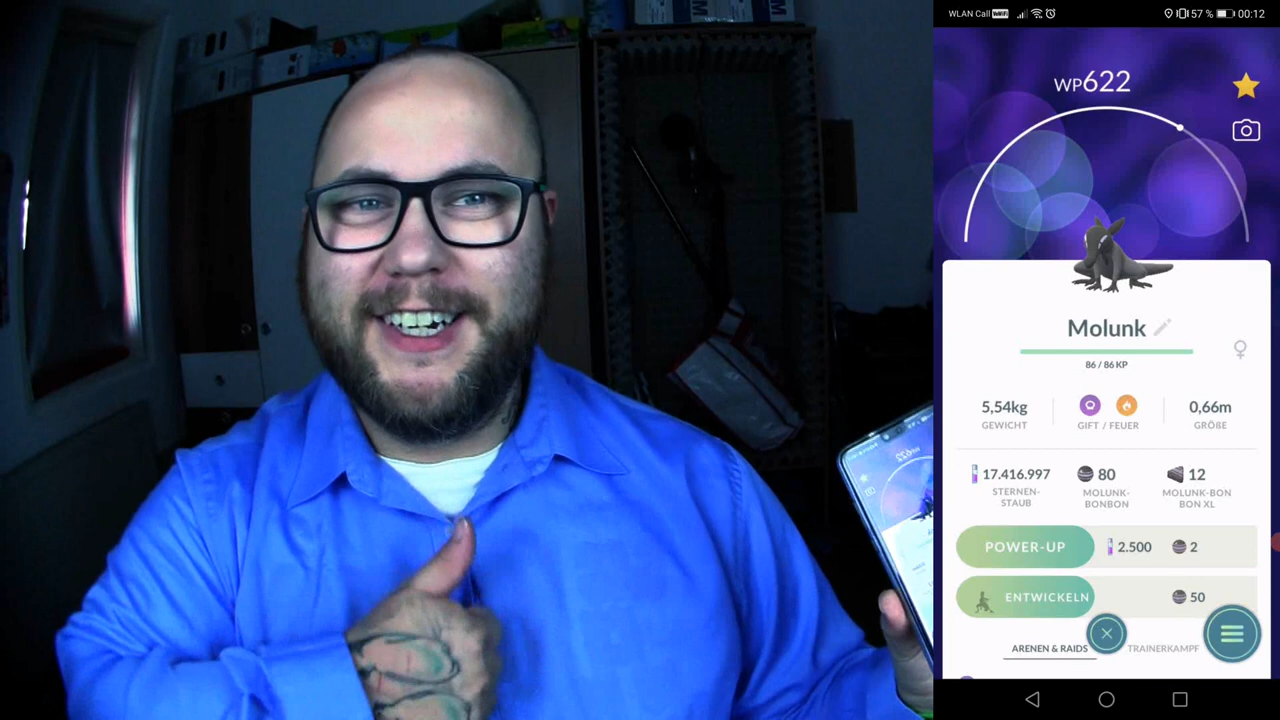 WLAN Call VoWiFi 57 % 00:12
WP622
Molunk
86 / 86 KP
5,54kg 0,66m
GEWICHT GIFT / FEUER GRÖßE
17.416.997 80 12
STERNEN-
STAUB
MOLUNK-
BONBON
MOLUNK-BON
BON XL
POWER-UP 2.500 2
ENTWICKELN 50
ARENEN & RAIDS TRAINERKAMPF